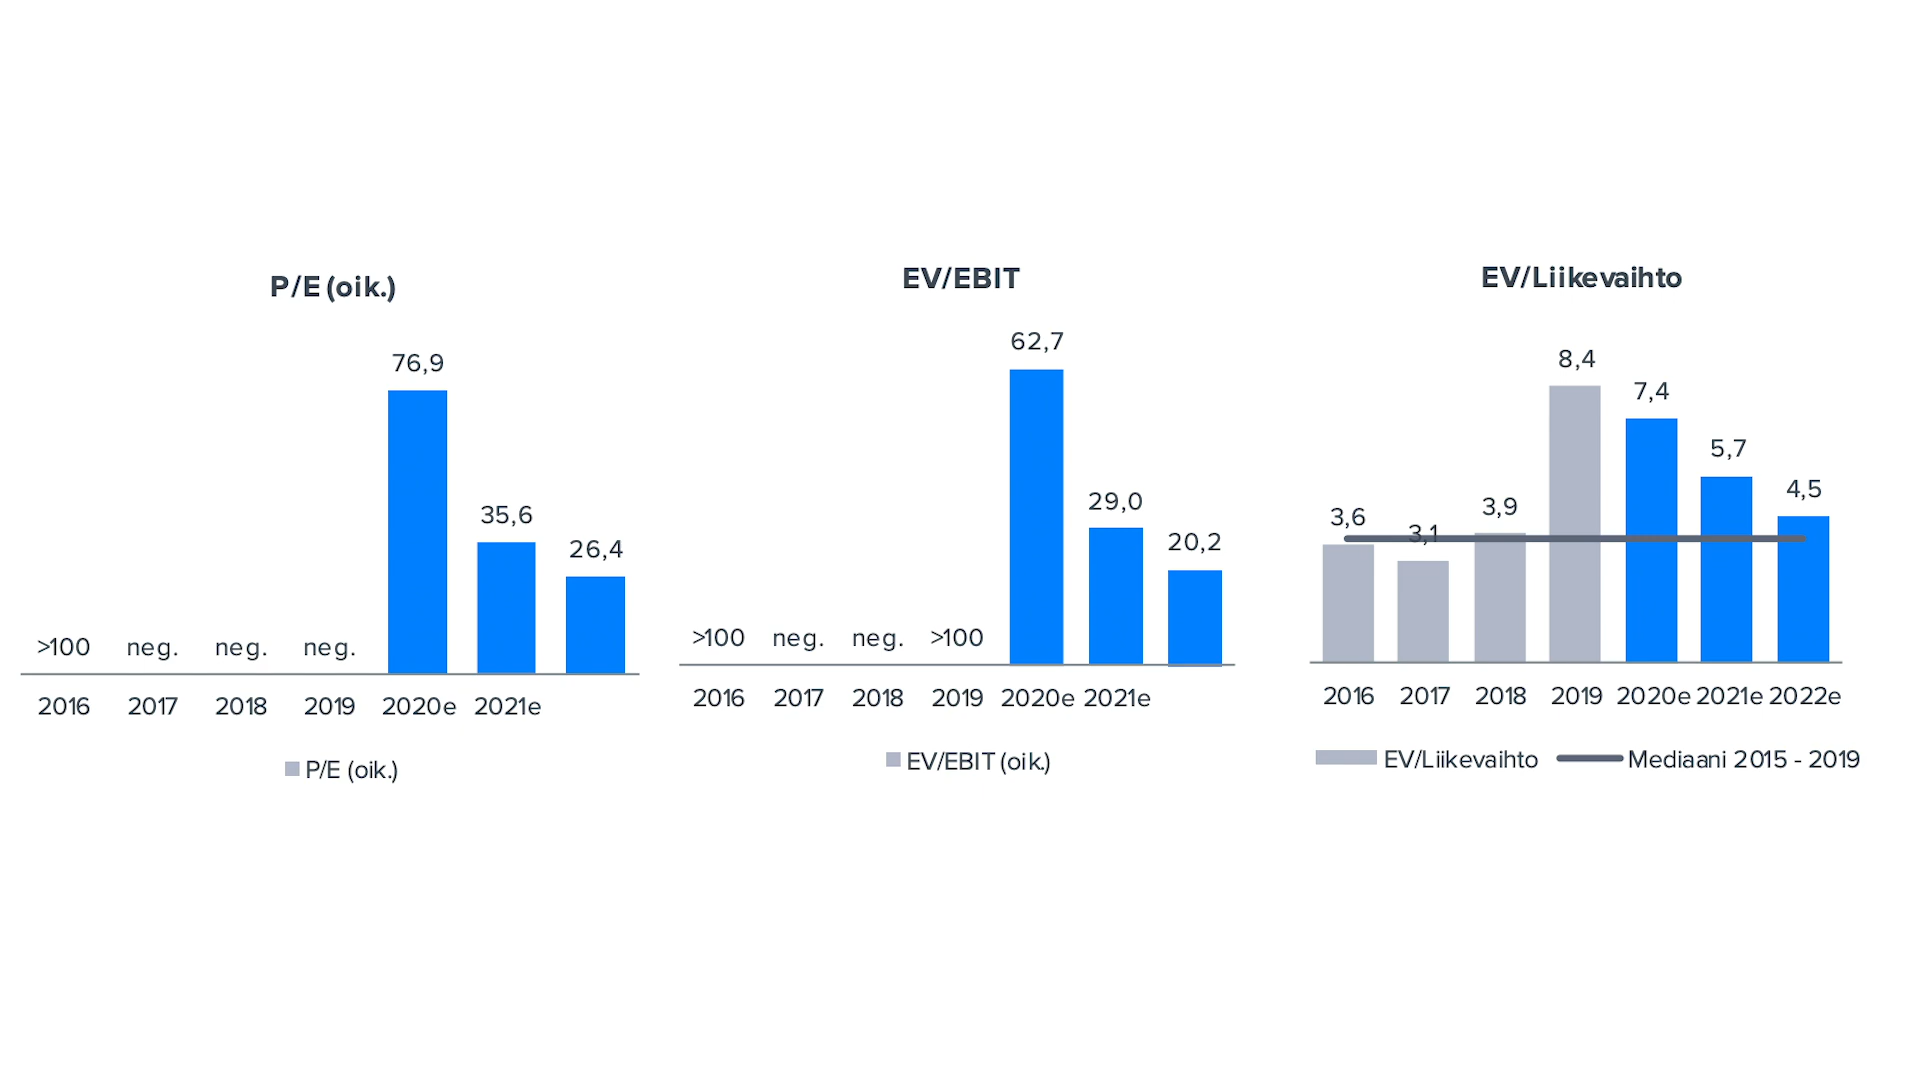 P/E (oik.)
76,9
35,6
26,4
>100 neg. neg. neg.
2016 2017 2018 2019 2020e 2021e
P/E (oik.)
EV/EBIT
62,7
29,0
20,2
>100 neg. neg. >100
2016 2017 2018 2019 2020e 2021e
EV/EBIT (oik.)
EV/Liikevaihto
8,4
7,4
5,7
4,5
3,9
3,6
3,1
2016 2017 2018 2019 2020e 2021e 2022e
EV/Liikevaihto Mediaani 2015 - 2019